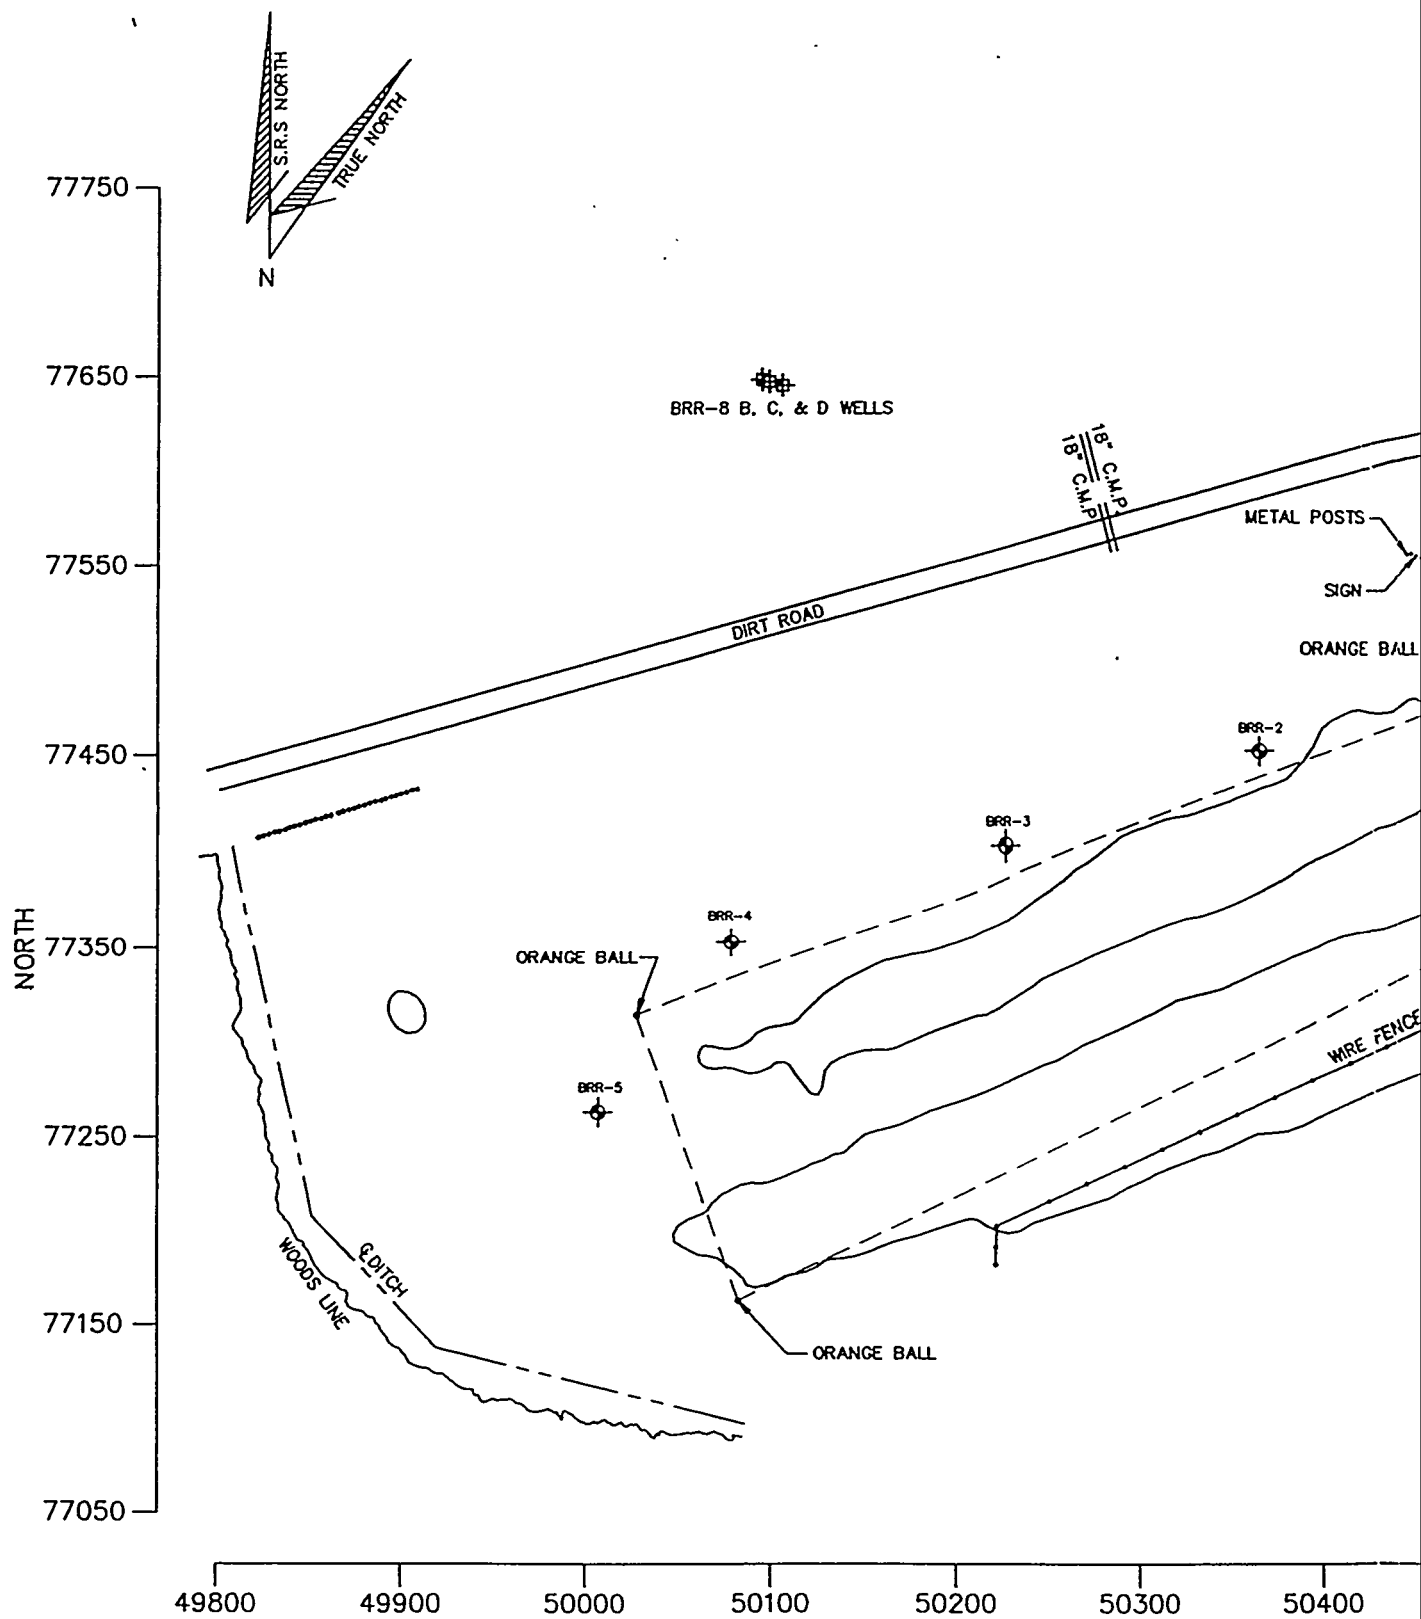 S.R.S NORTH
TRUE NORTH
N
77750
77650
BRR-8 B, C, & D WELLS
18" C.M.P.
18" C.M.P.
METAL POSTS
77550
SIGN
DIRT ROAD
ORANGE BALL
BRR-2
77450
BRR-3
BRR-4
NORTH
77350
ORANGE BALL
WIRE FENCE
BRR-5
77250
℄ DITCH
WOODS LINE
77150
ORANGE BALL
77050
49800 49900 50000 50100 50200 50300 50400